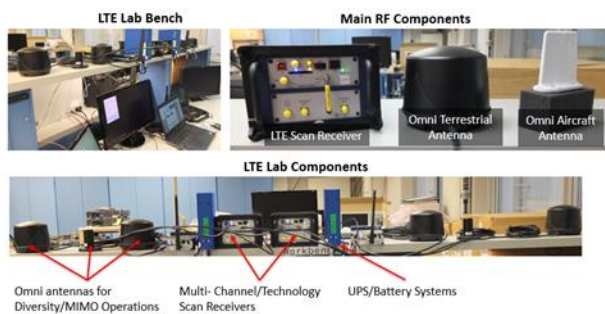 LTE Lab Bench
Main RF Components
LTE Scan Receiver
Omni Terrestrial
Antenna
Omni Aircraft
Antenna
LTE Lab Components
Workbench
Omni antennas for
Diversity/MIMO Operations
Multi- Channel/Technology
Scan Receivers
UPS/Battery Systems